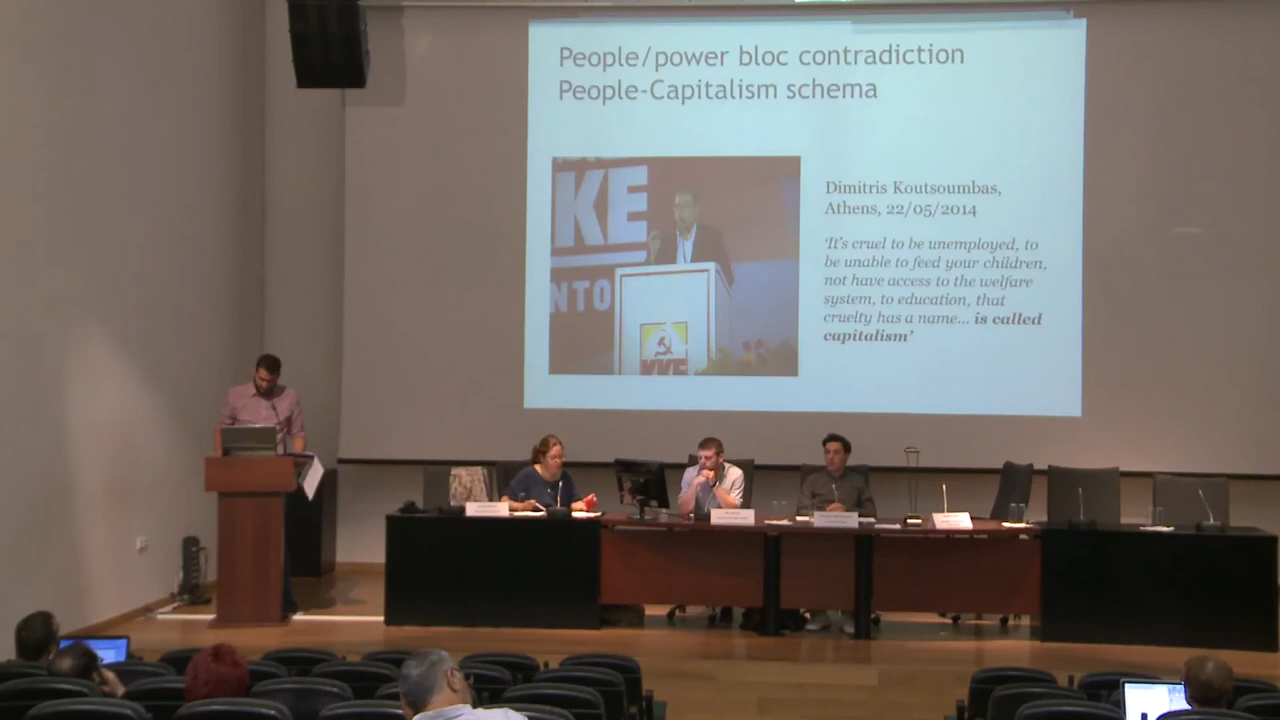 People/power bloc contradiction
People-Capitalism schema
KE
NTO
KKE
Dimitris Koutsoumbas,
Athens, 22/05/2014
‘It's cruel to be unemployed, to
be unable to feed your children,
not have access to the welfare
system, to education, that
cruelty has a name... is called
capitalism’